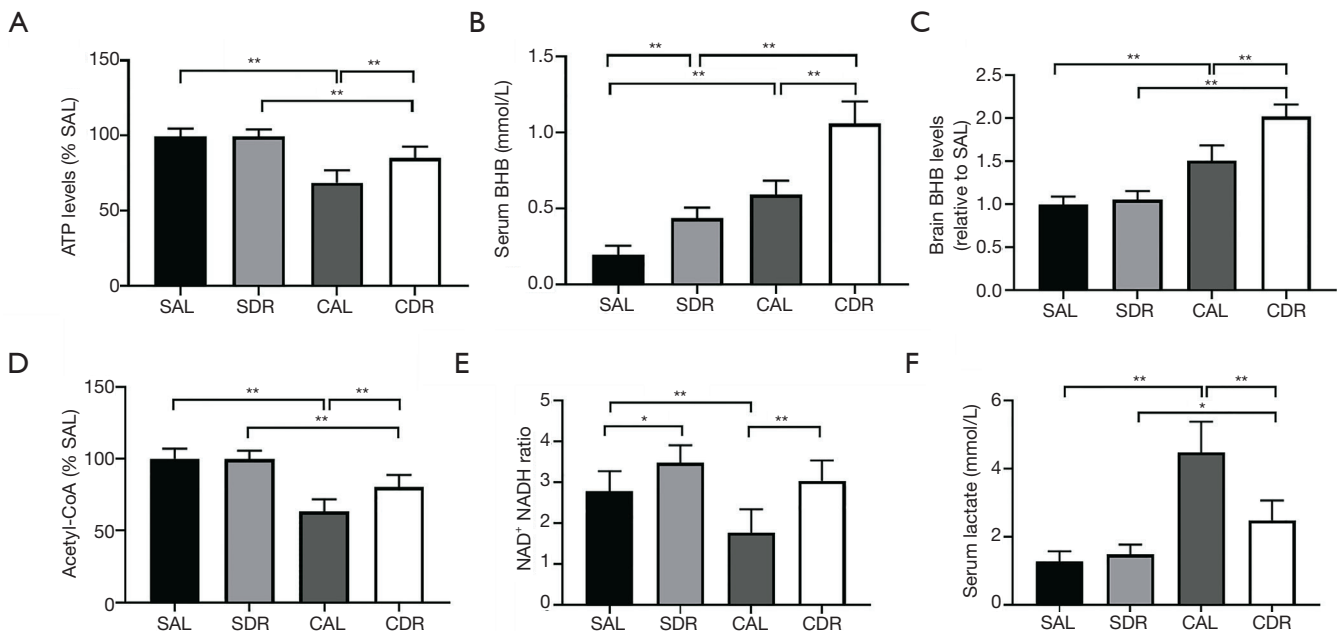 A
ATP levels (% SAL)
150
100
50
0
**
**
**
SAL SDR CAL CDR
B
Serum BHB (mmol/L)
1.5
1.0
0.5
0.0
**
**
**
**
SAL SDR CAL CDR
C
Brain BHB levels
(relative to SAL)
2.5
2.0
1.5
1.0
0.5
0.0
**
**
**
SAL SDR CAL CDR
D
Acetyl-CoA (% SAL)
150
100
50
0
**
**
**
SAL SDR CAL CDR
E
NAD⁺ NADH ratio
5
4
3
2
1
0
**
*
**
SAL SDR CAL CDR
F
Serum lactate (mmol/L)
6
4
2
0
**
**
*
SAL SDR CAL CDR